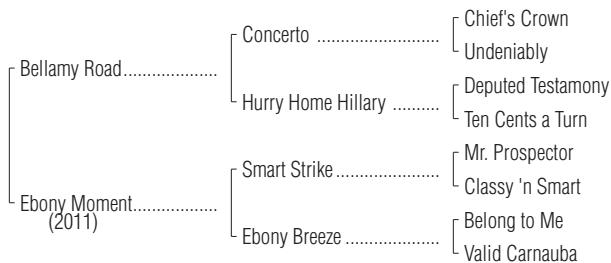 Chief's Crown
Concerto ....................
Undeniably
Bellamy Road....................
Deputed Testamony
Hurry Home Hillary ..........
Ten Cents a Turn
Mr. Prospector
Smart Strike ......................
Classy 'n Smart
Ebony Moment..................
(2011)
Belong to Me
Ebony Breeze ....................
Valid Carnauba